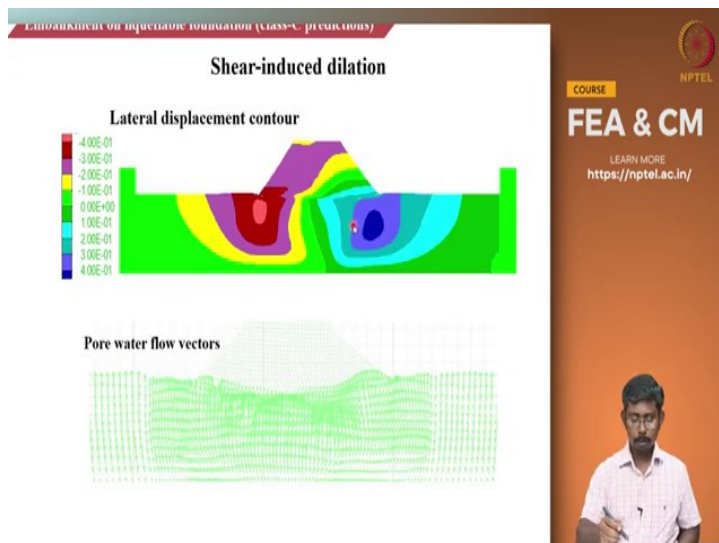 Embankment on liquefiable foundation (class-C predictions)
Shear-induced dilation
Lateral displacement contour
-4.00E-01
-3.00E-01
-2.00E-01
-1.00E-01
0.00E+00
1.00E-01
2.00E-01
3.00E-01
4.00E-01
Pore water flow vectors
NPTEL
COURSE
FEA & CM
LEARN MORE
https://nptel.ac.in/